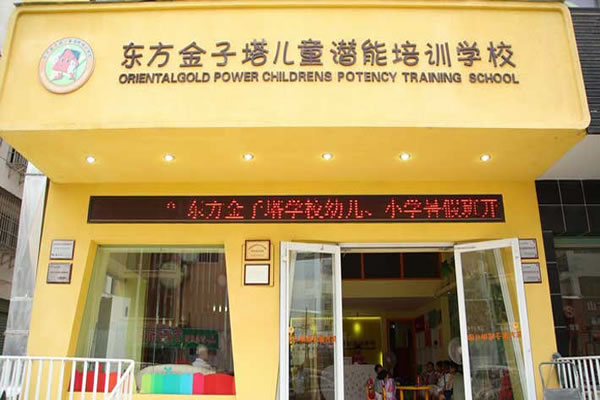 东方金子塔儿童潜能培训学校
ORIENTALGOLD POWER CHILDRENS POTENCY TRAINING SCHOOL
东方金子塔学校幼儿、小学暑假班开